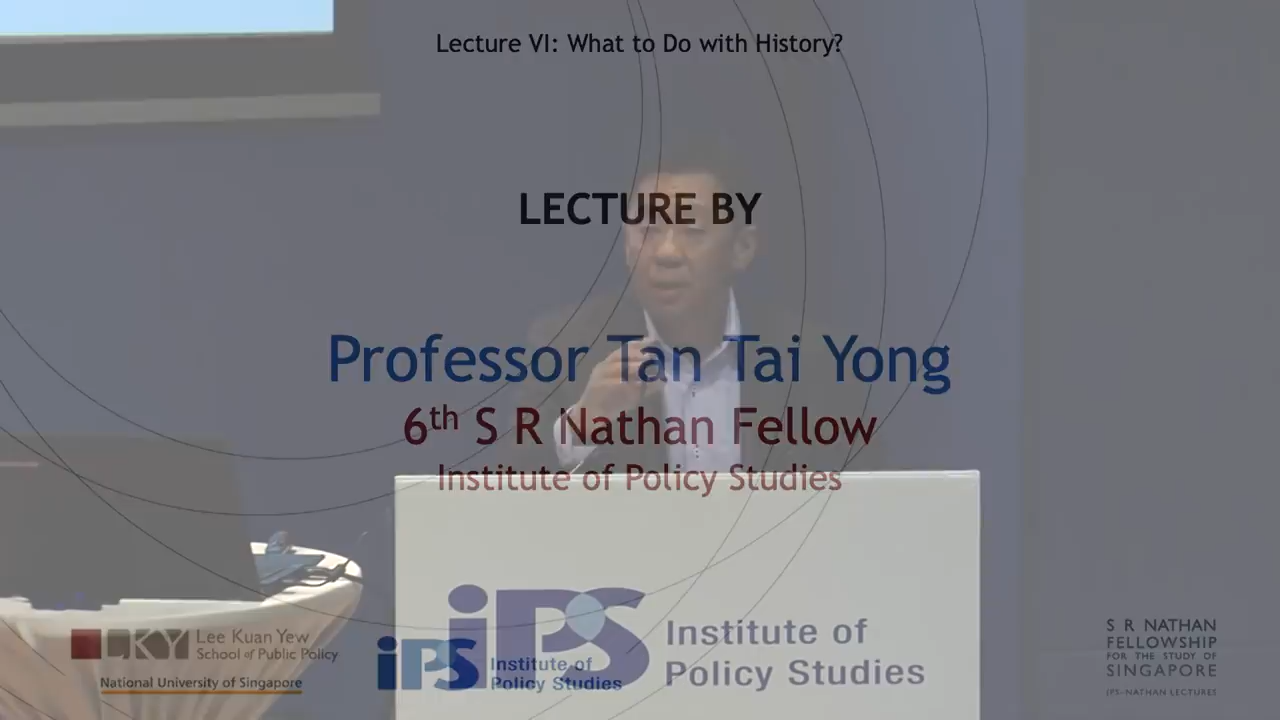 Lecture VI: What to Do with History?
LECTURE BY
Professor Tan Tai Yong
6th S R Nathan Fellow
Institute of Policy Studies
iPS
Institute of
Policy Studies
LKY
Lee Kuan Yew
School of Public Policy
National University of Singapore
iPS
Institute of
Policy Studies
S R NATHAN
FELLOWSHIP
FOR THE STUDY OF
SINGAPORE
IPS–NATHAN LECTURES